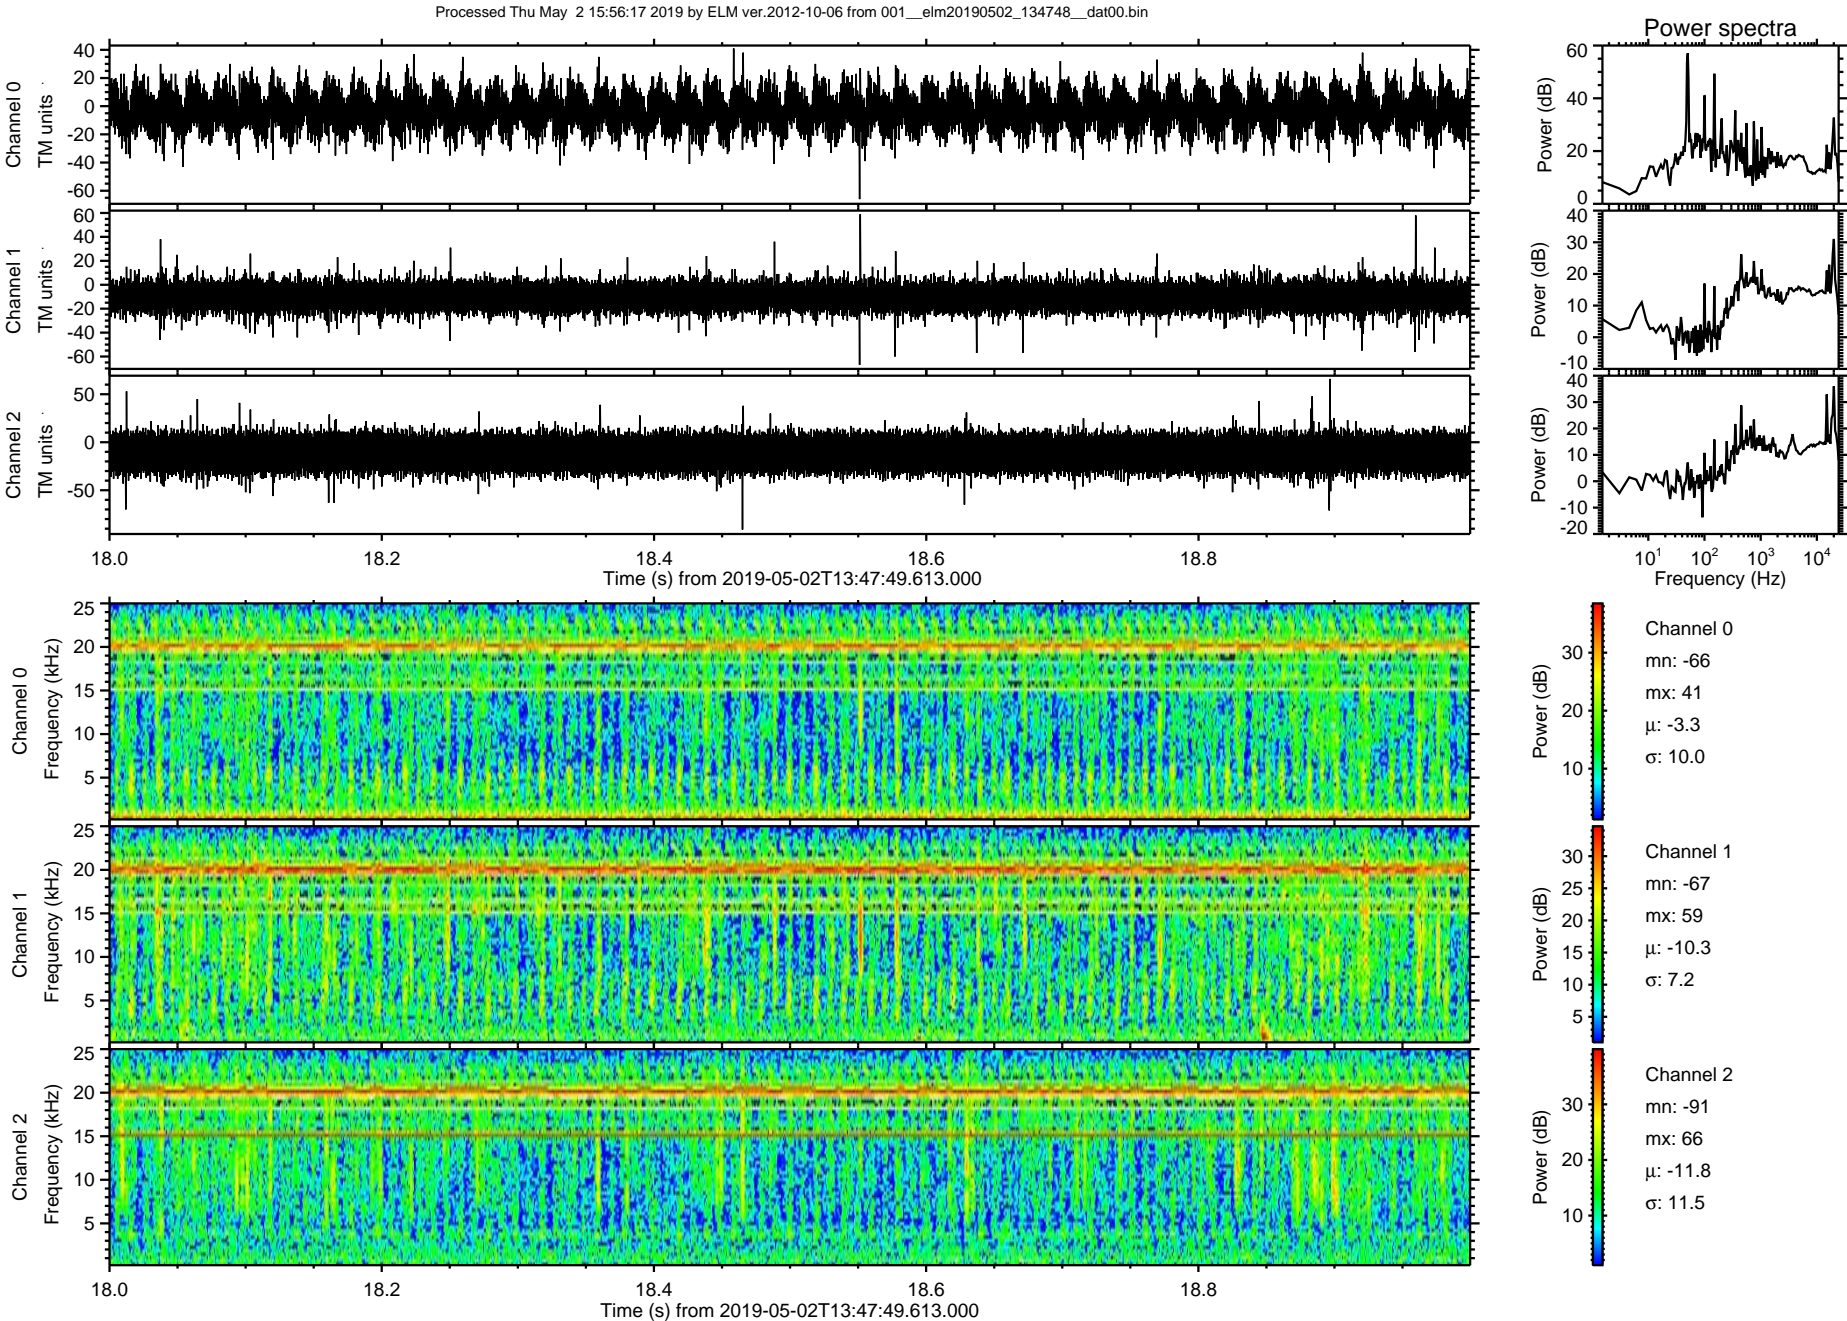 Processed Thu May  2 15:56:17 2019 by ELM ver.2012-10-06 from 001__elm20190502_134748__dat00.bin
Power spectra
Channel 0
TM units
40
20
0
-20
-40
-60
Power (dB)
60
40
20
0
Channel 1
TM units
60
40
20
0
-20
-40
-60
Power (dB)
40
30
20
10
0
-10
Channel 2
TM units
50
0
-50
Power (dB)
40
30
20
10
0
-10
-20
18.0 18.2 18.4 18.6 18.8
Time (s) from 2019-05-02T13:47:49.613.000
10^1 10^2 10^3 10^4
Frequency (Hz)
Channel 0
Frequency (kHz)
25
20
15
10
5
Power (dB)
30
20
10
Channel 0
mn: -66
mx: 41
μ: -3.3
σ: 10.0
Channel 1
Frequency (kHz)
25
20
15
10
5
Power (dB)
30
25
20
15
10
5
Channel 1
mn: -67
mx: 59
μ: -10.3
σ: 7.2
Channel 2
Frequency (kHz)
25
20
15
10
5
Power (dB)
30
20
10
Channel 2
mn: -91
mx: 66
μ: -11.8
σ: 11.5
18.0 18.2 18.4 18.6 18.8
Time (s) from 2019-05-02T13:47:49.613.000